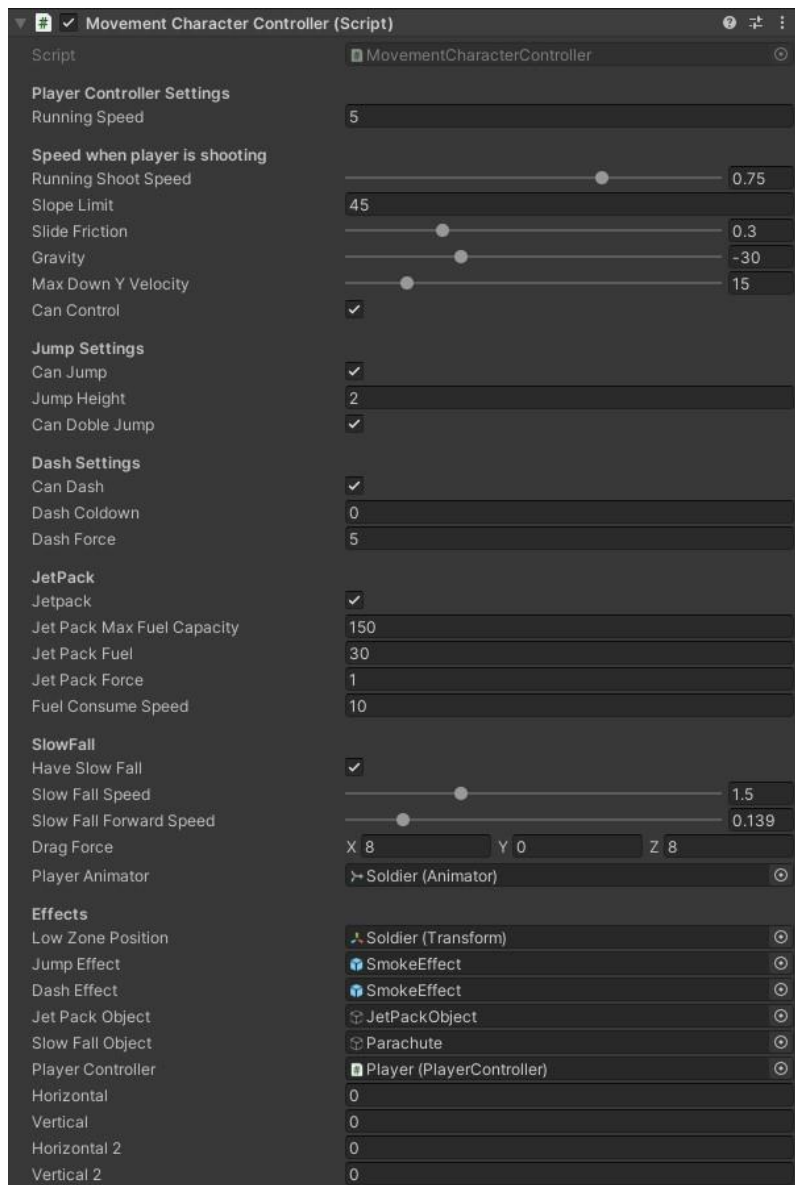 Movement Character Controller (Script)
Script MovementCharacterController
Player Controller Settings
Running Speed 5
Speed when player is shooting
Running Shoot Speed 0.75
Slope Limit 45
Slide Friction 0.3
Gravity -30
Max Down Y Velocity 15
Can Control
Jump Settings
Can Jump
Jump Height 2
Can Doble Jump
Dash Settings
Can Dash
Dash Coldown 0
Dash Force 5
JetPack
Jetpack
Jet Pack Max Fuel Capacity 150
Jet Pack Fuel 30
Jet Pack Force 1
Fuel Consume Speed 10
SlowFall
Have Slow Fall
Slow Fall Speed 1.5
Slow Fall Forward Speed 0.139
Drag Force X 8 Y 0 Z 8
Player Animator Soldier (Animator)
Effects
Low Zone Position Soldier (Transform)
Jump Effect SmokeEffect
Dash Effect SmokeEffect
Jet Pack Object JetPackObject
Slow Fall Object Parachute
Player Controller Player (PlayerController)
Horizontal 0
Vertical 0
Horizontal 2 0
Vertical 2 0